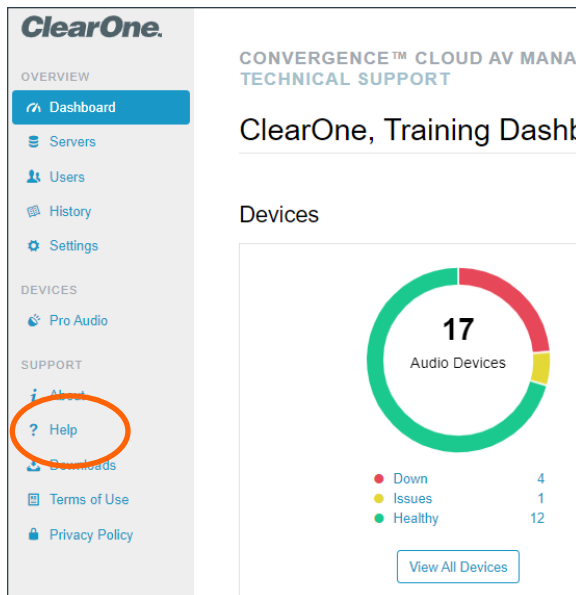 ClearOne.
OVERVIEW
Dashboard
Servers
Users
History
Settings
DEVICES
Pro Audio
SUPPORT
About
Help
Downloads
Terms of Use
Privacy Policy
CONVERGENCE™ CLOUD AV MANA
TECHNICAL SUPPORT
ClearOne, Training Dashb
Devices
17
Audio Devices
Down 4
Issues 1
Healthy 12
View All Devices